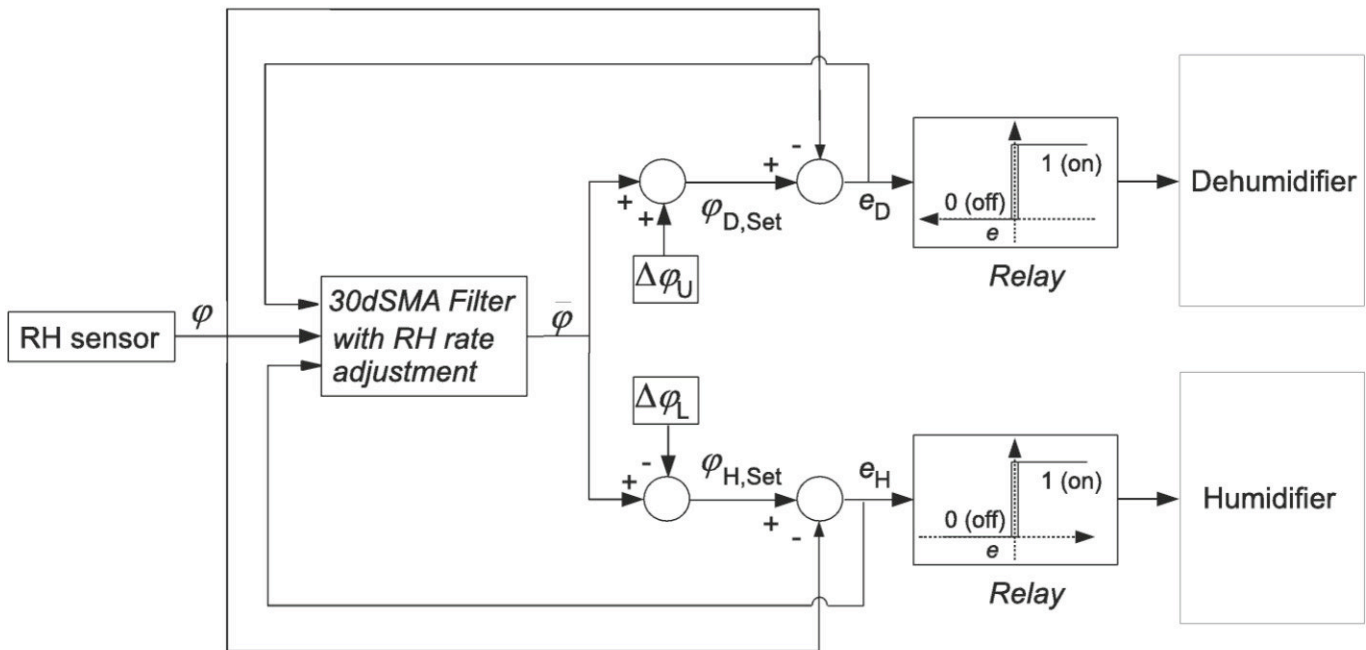 RH sensor
φ
30dSMA Filter
with RH rate
adjustment
φ̄
+
+
ΔφU
φD,Set
+
-
eD
0 (off)
1 (on)
e
Relay
Dehumidifier
ΔφL
-
+
φH,Set
+
-
eH
0 (off)
1 (on)
e
Relay
Humidifier